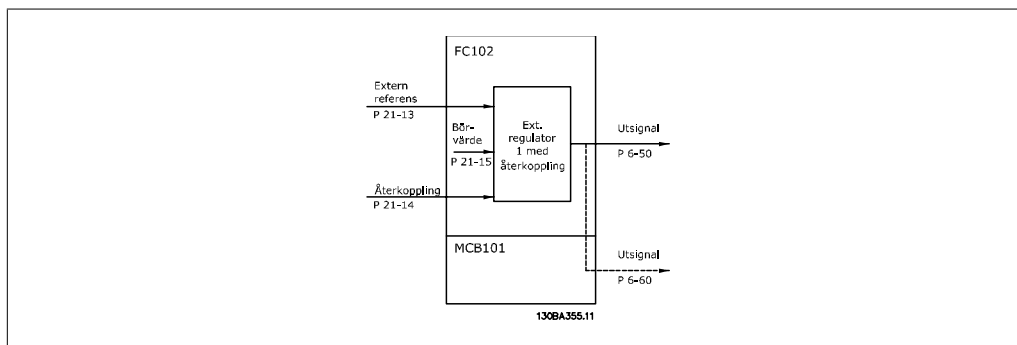 FC102
Extern
referens
P 21-13
Bör-
värde
P 21-15
Återkoppling
P 21-14
Ext.
regulator
1 med
återkoppling
Utsignal
P 6-50
MCB101
Utsignal
P 6-60
130BA355.11